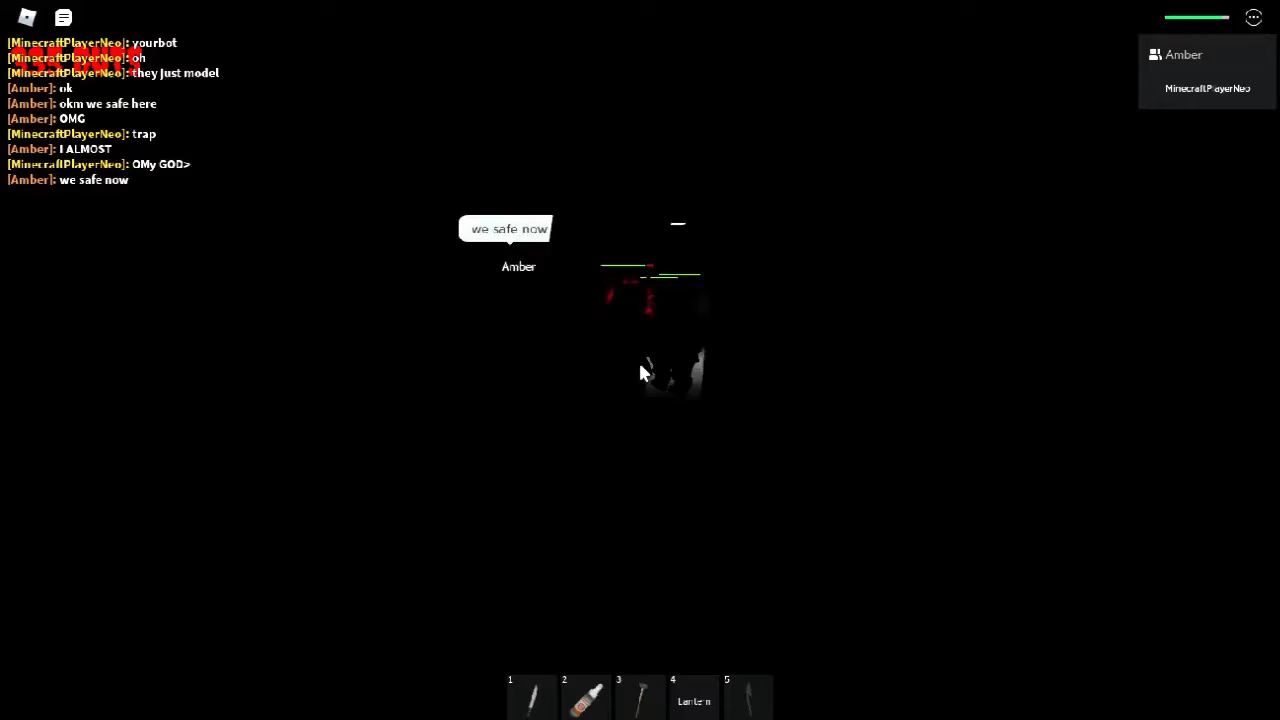 [MinecraftPlayerNeo]: yourbot
[MinecraftPlayerNeo]: oh
[MinecraftPlayerNeo]: they just model
[Amber]: ok
[Amber]: okm we safe here
[Amber]: OMG
[MinecraftPlayerNeo]: trap
[Amber]: I ALMOST
[MinecraftPlayerNeo]: OMy GOD>
[Amber]: we safe now
Amber
MinecraftPlayerNeo
we safe now
Amber
1
2
3
4
5
Lantern